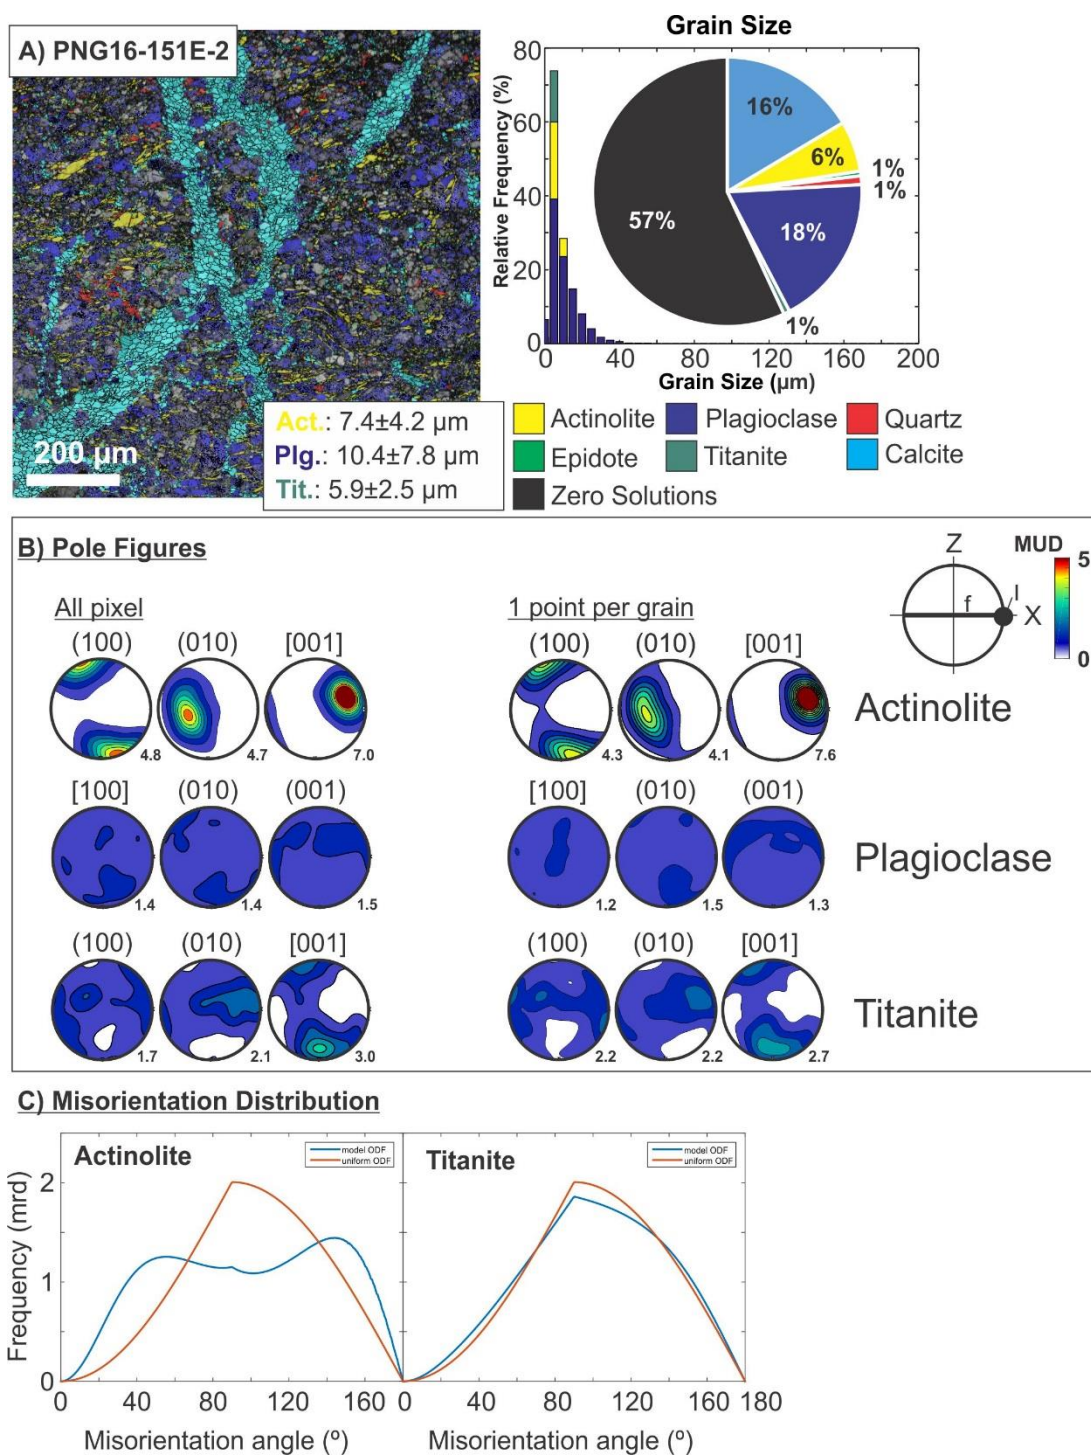 A) PNG16-151E-2
200 µm
Act.: 7.4±4.2 µm
Plg.: 10.4±7.8 µm
Tit.: 5.9±2.5 µm
Grain Size
Relative Frequency (%)
80
60
40
20
0
0 40 80 120 160 200
Grain Size (µm)
16%
6%
1%
1%
18%
1%
57%
Actinolite Plagioclase Quartz
Epidote Titanite Calcite
Zero Solutions
B) Pole Figures
Z
f
l
X
MUD
5
0
All pixel
(100) (010) [001]
4.8 4.7 7.0
1 point per grain
(100) (010) [001]
4.3 4.1 7.6
Actinolite
[100] (010) (001)
1.4 1.4 1.5
[100] (010) (001)
1.2 1.5 1.3
Plagioclase
(100) (010) [001]
1.7 2.1 3.0
(100) (010) [001]
2.2 2.2 2.7
Titanite
C) Misorientation Distribution
Frequency (mrd)
2
1
0
Actinolite
model ODF
uniform ODF
0 40 80 120 160
Misorientation angle (º)
Titanite
model ODF
uniform ODF
0 40 80 120 180
Misorientation angle (º)